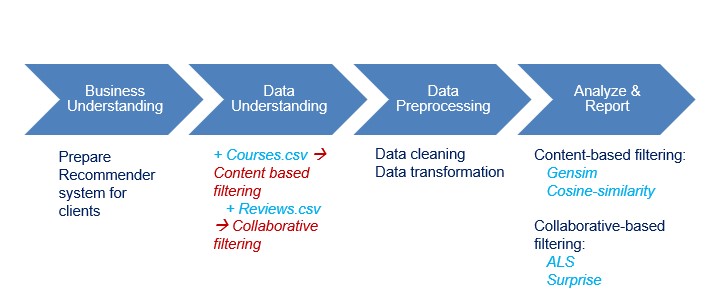 Business
Understanding
Data
Understanding
Data
Preprocessing
Analyze &
Report
Prepare
Recommender
system for
clients
+ Courses.csv →
Content based
filtering
+ Reviews.csv
→ Collaborative
filtering
Data cleaning
Data transformation
Content-based filtering:
Gensim
Cosine-similarity
Collaborative-based
filtering:
ALS
Surprise